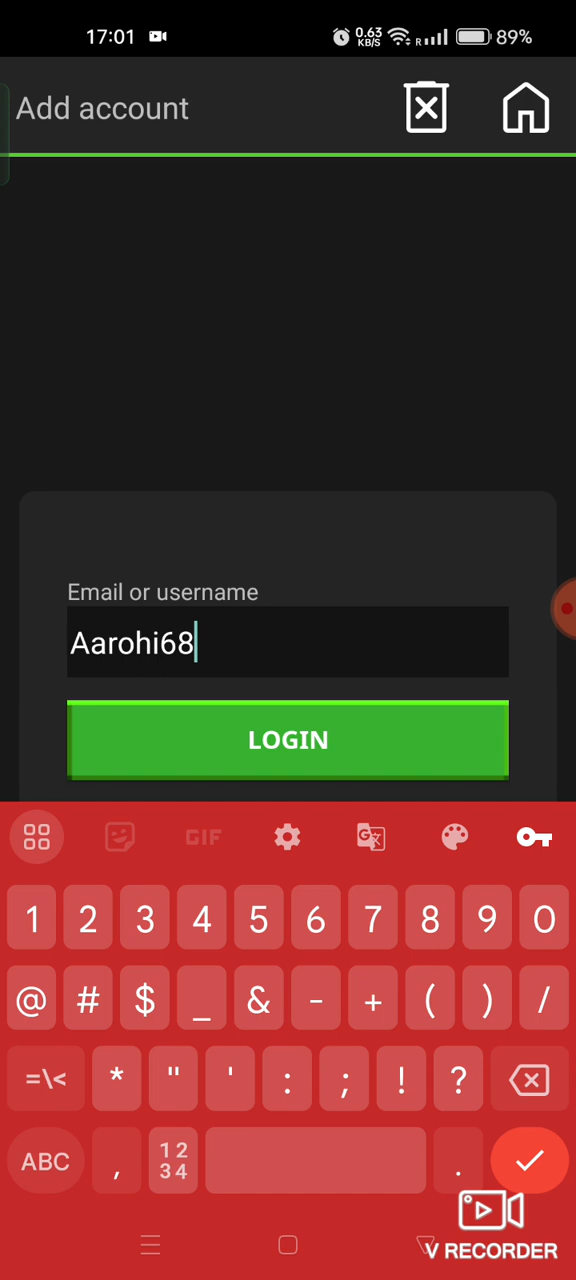 17:01 0.63 KB/S R 89%
Add account
Email or username
Aarohi68
LOGIN
GIF
1 2 3 4 5 6 7 8 9 0
@ # $ _ & - + ( ) /
=\< * " ' : ; ! ?
ABC , 12 34 .
V RECORDER